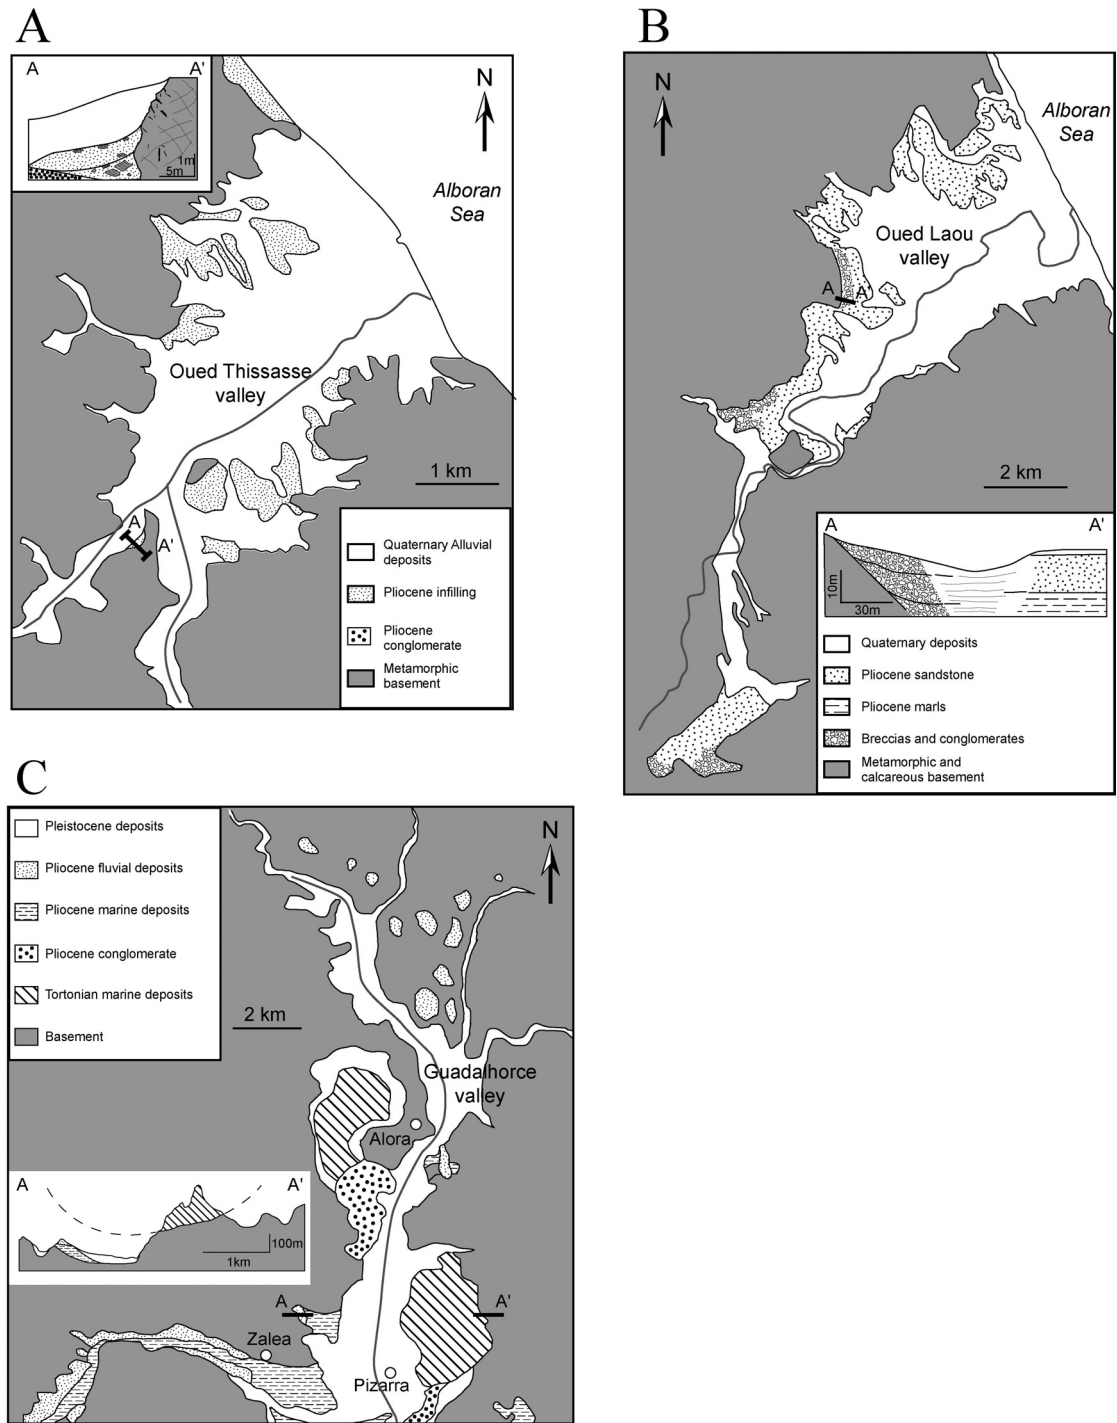 A
A
A'
1m
5m
N
Alboran
Sea
Oued Thissasse
valley
1 km
A
A'
Quaternary Alluvial
deposits
Pliocene infilling
Pliocene
conglomerate
Metamorphic
basement
B
N
Alboran
Sea
Oued Laou
valley
A
A'
2 km
A
A'
10m
30m
Quaternary deposits
Pliocene sandstone
Pliocene marls
Breccias and conglomerates
Metamorphic and
calcareous basement
C
Pleistocene deposits
Pliocene fluvial deposits
Pliocene marine deposits
Pliocene conglomerate
Tortonian marine deposits
Basement
N
2 km
Guadalhorce
valley
Alora
A
A'
100m
1km
A
A'
Zalea
Pizarra